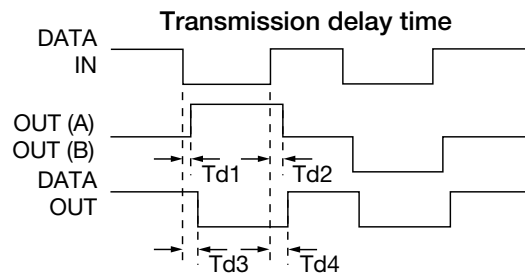 Transmission delay time
DATA
IN
OUT (A)
OUT (B)
Td1
Td2
DATA
OUT
Td3
Td4